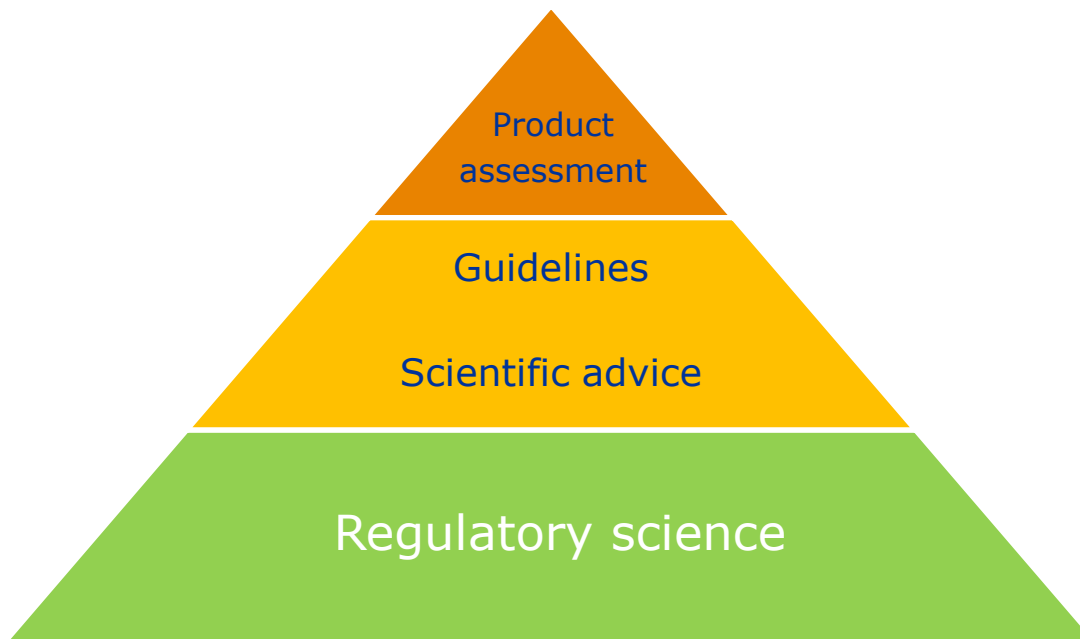 Product
assessment
Guidelines
Scientific advice
Regulatory science